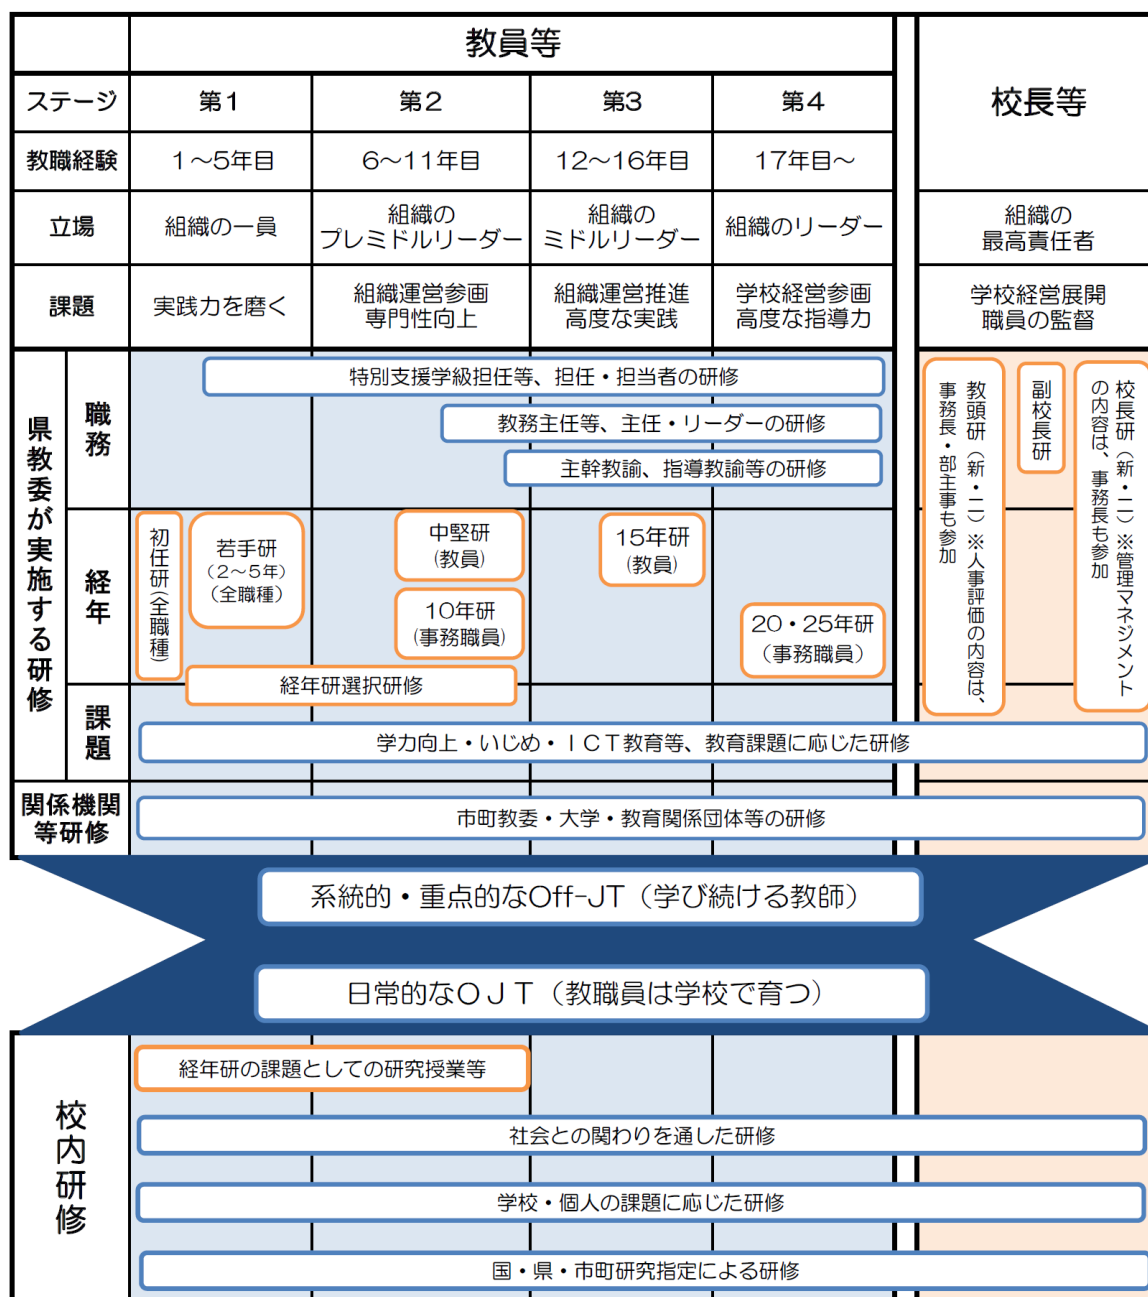 教員等
校長等
ステージ
第1
第2
第3
第4
教職経験
1～5年目
6～11年目
12～16年目
17年目～
立場
組織の一員
組織の
プレミドルリーダー
組織の
ミドルリーダー
組織のリーダー
組織の
最高責任者
課題
実践力を磨く
組織運営参画
専門性向上
組織運営推進
高度な実践
学校経営参画
高度な指導力
学校経営展開
職員の監督
県教委が実施する研修
職務
特別支援学級担任等、担任・担当者の研修
教務主任等、主任・リーダーの研修
主幹教諭、指導教諭等の研修
教頭研（新・二）※人事評価の内容は、
事務長・部主事も参加
副校長研
校長研（新・二）※管理マネジメント
の内容は、事務長も参加
経年
初任研(全職種)
若手研
（2～5年）
（全職種）
中堅研
(教員)
10年研
(事務職員)
15年研
(教員)
20・25年研
（事務職員）
経年研選択研修
課題
学力向上・いじめ・ＩＣＴ教育等、教育課題に応じた研修
関係機関
等研修
市町教委・大学・教育関係団体等の研修
系統的・重点的なOff-JT（学び続ける教師）
日常的なＯＪＴ（教職員は学校で育つ）
校内研修
経年研の課題としての研究授業等
社会との関わりを通した研修
学校・個人の課題に応じた研修
国・県・市町研究指定による研修